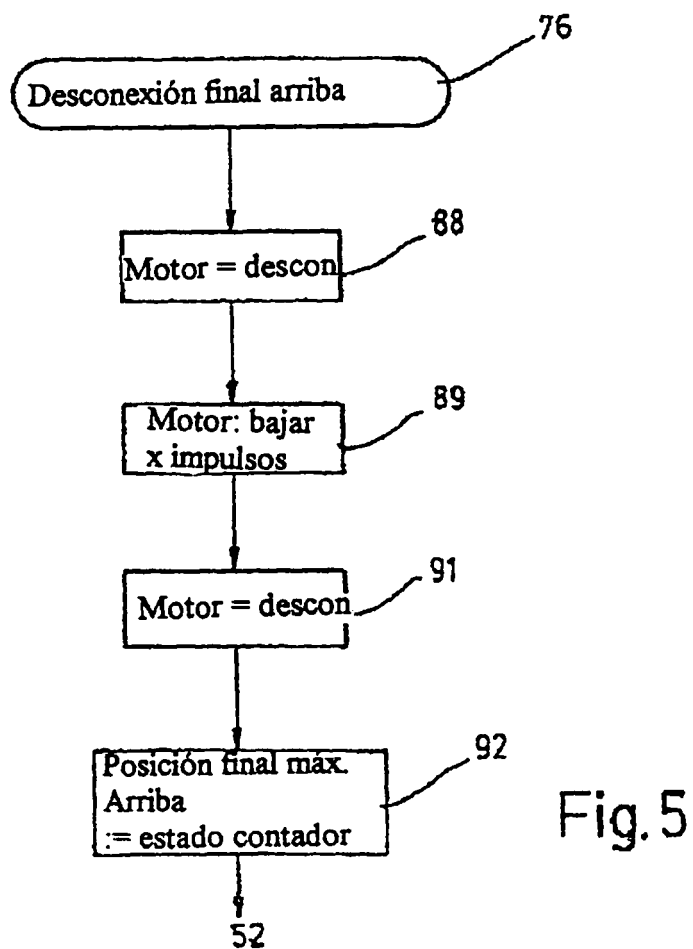 76
Desconexión final arriba
88
Motor = descon
89
Motor: bajar
x impulsos
91
Motor = descon
92
Posición final máx.
Arriba
:= estado contador
52
Fig. 5